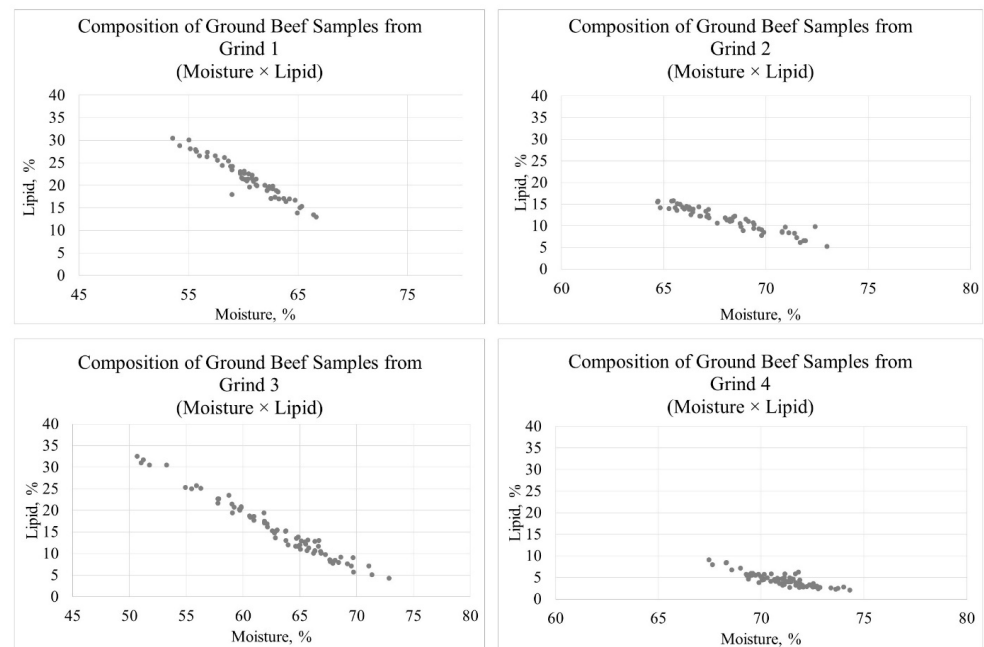 Composition of Ground Beef Samples from
Grind 1
(Moisture × Lipid)
40
35
30
25
20
15
10
5
0
Lipid, %
45 55 65 75
Moisture, %
Composition of Ground Beef Samples from
Grind 2
(Moisture × Lipid)
40
35
30
25
20
15
10
5
0
Lipid, %
60 65 70 75 80
Moisture, %
Composition of Ground Beef Samples from
Grind 3
(Moisture × Lipid)
40
35
30
25
20
15
10
5
0
Lipid, %
45 50 55 60 65 70 75 80
Moisture, %
Composition of Ground Beef Samples from
Grind 4
(Moisture × Lipid)
40
35
30
25
20
15
10
5
0
Lipid, %
60 65 70 75 80
Moisture, %